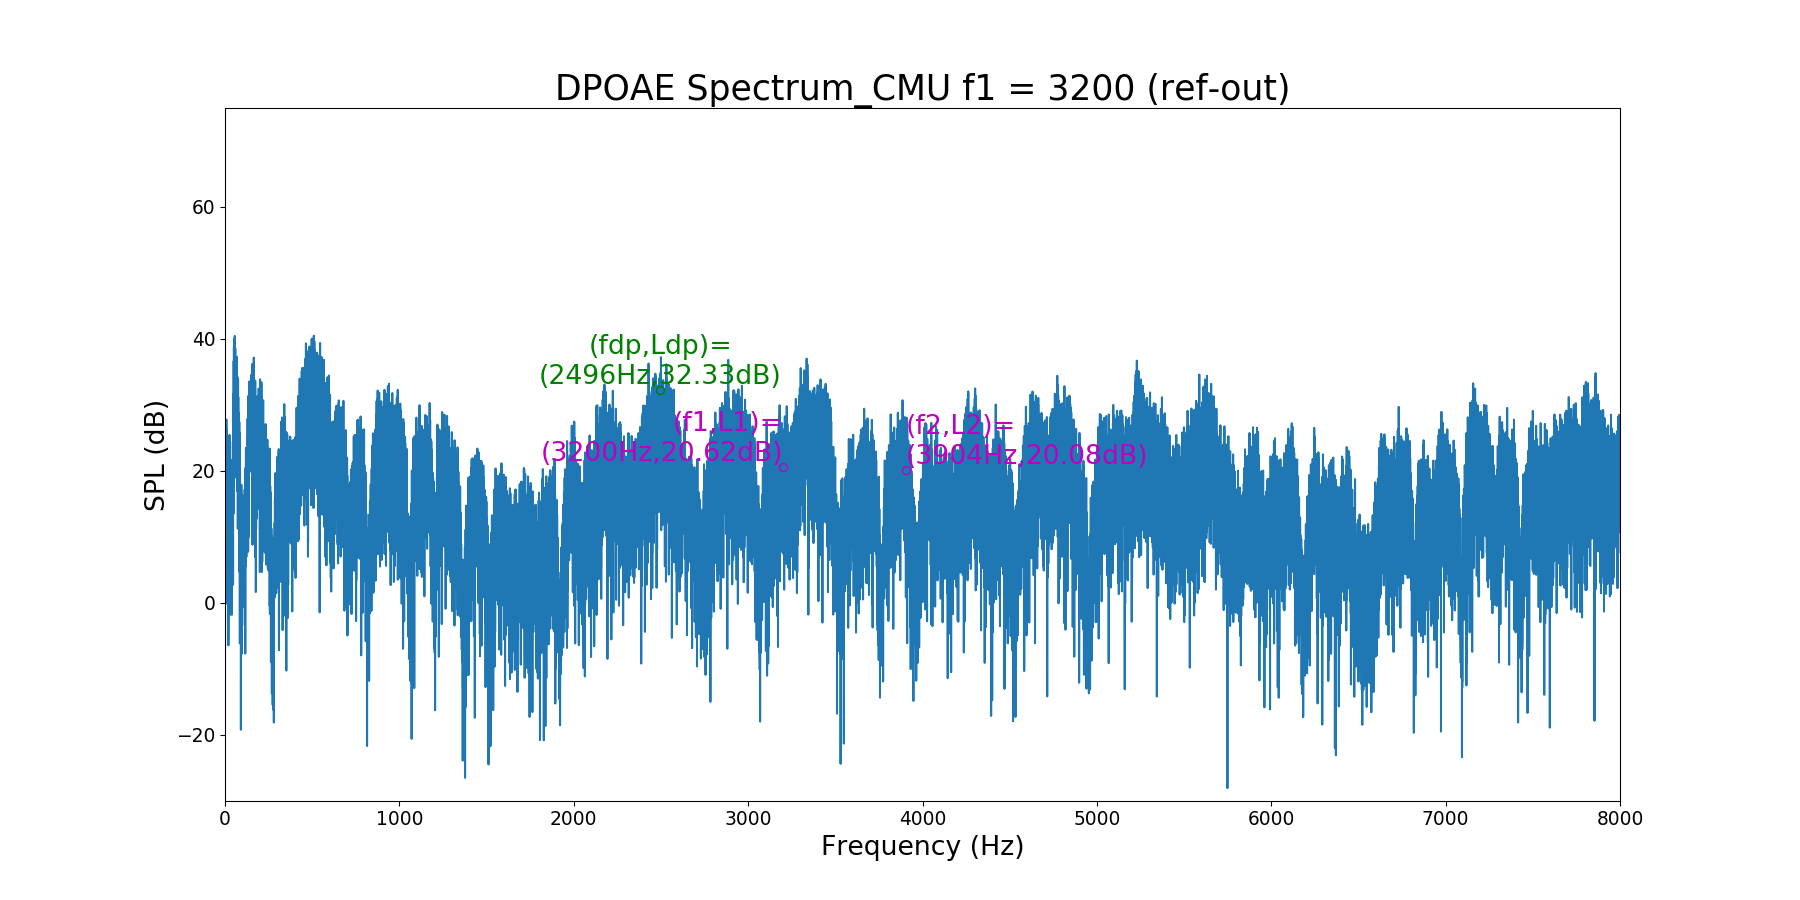 DPOAE Spectrum_CMU f1 = 3200 (ref-out)
60
40
20
0
−20
SPL (dB)
(fdp,Ldp)=
(2496Hz,32.33dB)
(f1,L1)=
(3200Hz,20.62dB)
(f2,L2)=
(3904Hz,20.08dB)
0 1000 2000 3000 4000 5000 6000 7000 8000
Frequency (Hz)